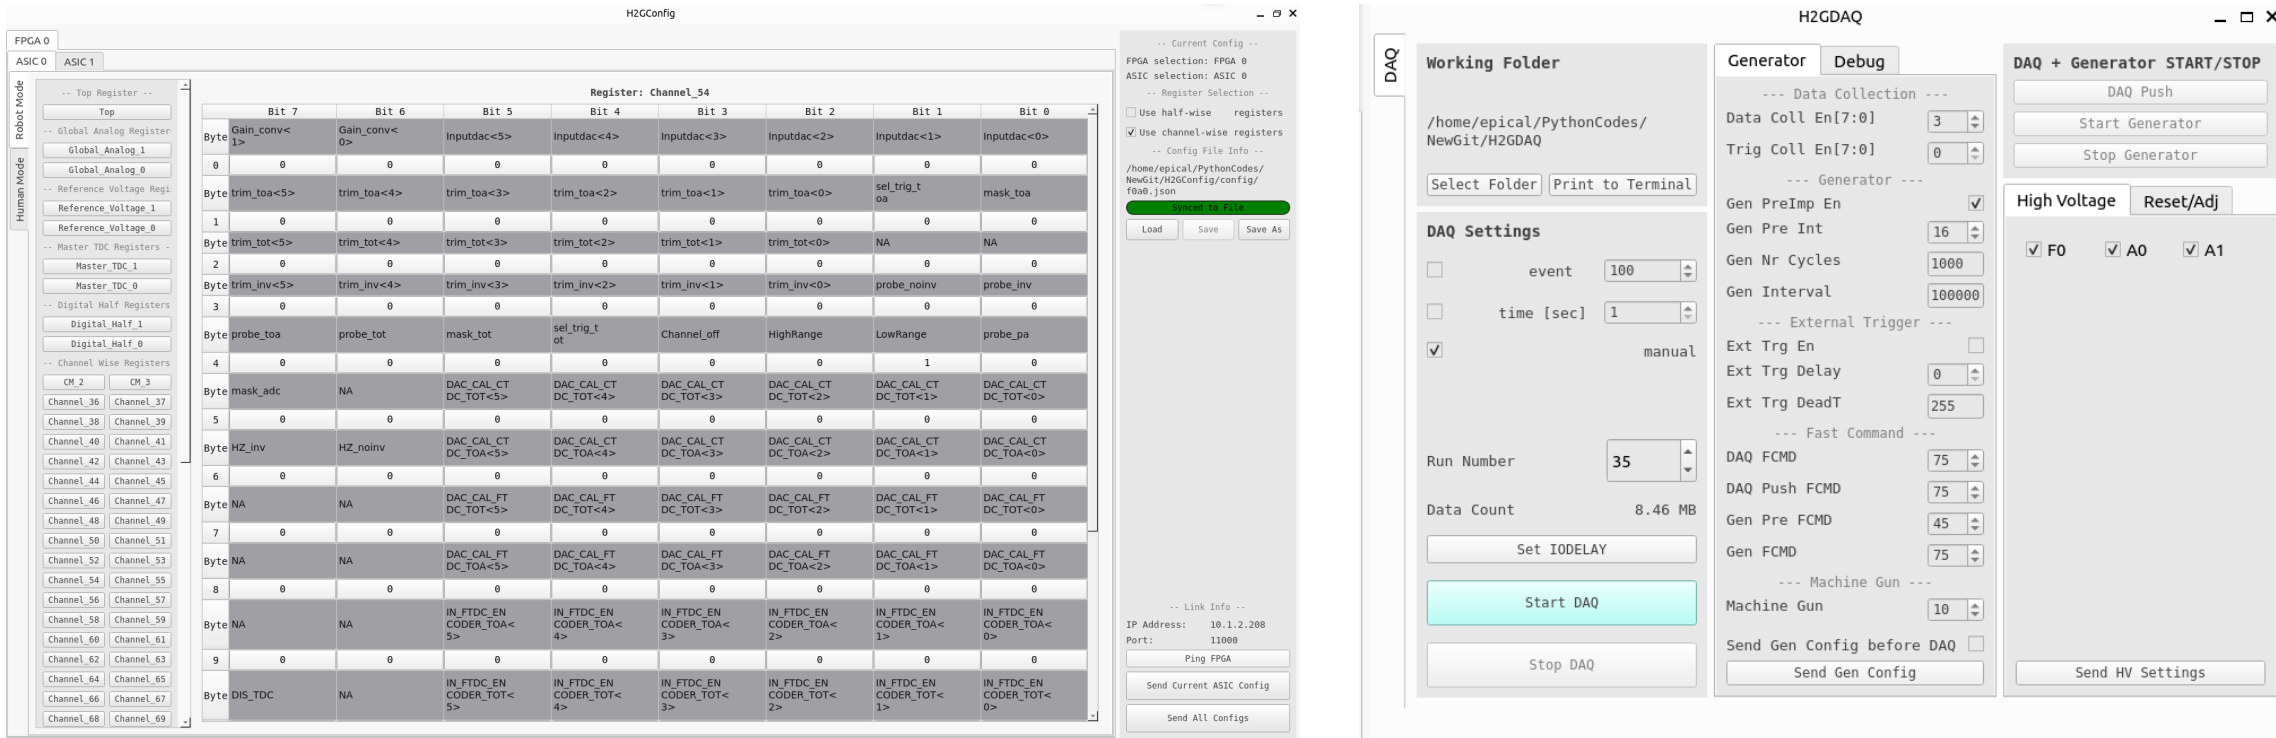 H2GConfig
FPGA 0
ASIC 0 ASIC 1
Robot Mode
Human Mode
-- Top Register --
Top
-- Global Analog Register
Global_Analog_1
Global_Analog_0
-- Reference Voltage Regi
Reference_Voltage_1
Reference_Voltage_0
-- Master TDC Registers -
Master_TDC_1
Master_TDC_0
-- Digital Half Registers
Digital_Half_1
Digital_Half_0
-- Channel Wise Registers
CM_2 CM_3
Channel_36 Channel_37
Channel_38 Channel_39
Channel_40 Channel_41
Channel_42 Channel_43
Channel_44 Channel_45
Channel_46 Channel_47
Channel_48 Channel_49
Channel_50 Channel_51
Channel_52 Channel_53
Channel_54 Channel_55
Channel_56 Channel_57
Channel_58 Channel_59
Channel_60 Channel_61
Channel_62 Channel_63
Channel_64 Channel_65
Channel_66 Channel_67
Channel_68 Channel_69
Register: Channel_54
Bit 7 Bit 6 Bit 5 Bit 4 Bit 3 Bit 2 Bit 1 Bit 0
Byte Gain_conv<1> Gain_conv<0> Inputdac<5> Inputdac<4> Inputdac<3> Inputdac<2> Inputdac<1> Inputdac<0>
0 0 0 0 0 0 0 0 0
Byte trim_toa<5> trim_toa<4> trim_toa<3> trim_toa<2> trim_toa<1> trim_toa<0> sel_trig_toa mask_toa
1 0 0 0 0 0 0 0 0
Byte trim_tot<5> trim_tot<4> trim_tot<3> trim_tot<2> trim_tot<1> trim_tot<0> NA NA
2 0 0 0 0 0 0 0 0
Byte trim_inv<5> trim_inv<4> trim_inv<3> trim_inv<2> trim_inv<1> trim_inv<0> probe_noinv probe_inv
3 0 0 0 0 0 0 0 0
Byte probe_toa probe_tot mask_tot sel_trig_tot Channel_off HighRange LowRange probe_pa
4 0 0 0 0 0 0 1 0
Byte mask_adc NA DAC_CAL_CTDC_TOT<5> DAC_CAL_CTDC_TOT<4> DAC_CAL_CTDC_TOT<3> DAC_CAL_CTDC_TOT<2> DAC_CAL_CTDC_TOT<1> DAC_CAL_CTDC_TOT<0>
5 0 0 0 0 0 0 0 0
Byte HZ_inv HZ_noinv DAC_CAL_CTDC_TOA<5> DAC_CAL_CTDC_TOA<4> DAC_CAL_CTDC_TOA<3> DAC_CAL_CTDC_TOA<2> DAC_CAL_CTDC_TOA<1> DAC_CAL_CTDC_TOA<0>
6 0 0 0 0 0 0 0 0
Byte NA NA DAC_CAL_FTDC_TOT<5> DAC_CAL_FTDC_TOT<4> DAC_CAL_FTDC_TOT<3> DAC_CAL_FTDC_TOT<2> DAC_CAL_FTDC_TOT<1> DAC_CAL_FTDC_TOT<0>
7 0 0 0 0 0 0 0 0
Byte NA NA DAC_CAL_FTDC_TOA<5> DAC_CAL_FTDC_TOA<4> DAC_CAL_FTDC_TOA<3> DAC_CAL_FTDC_TOA<2> DAC_CAL_FTDC_TOA<1> DAC_CAL_FTDC_TOA<0>
8 0 0 0 0 0 0 0 0
Byte NA NA IN_FTDC_ENCODER_TOA<5> IN_FTDC_ENCODER_TOA<4> IN_FTDC_ENCODER_TOA<3> IN_FTDC_ENCODER_TOA<2> IN_FTDC_ENCODER_TOA<1> IN_FTDC_ENCODER_TOA<0>
9 0 0 0 0 0 0 0 0
Byte DIS_TDC NA IN_FTDC_ENCODER_TOT<5> IN_FTDC_ENCODER_TOT<4> IN_FTDC_ENCODER_TOT<3> IN_FTDC_ENCODER_TOT<2> IN_FTDC_ENCODER_TOT<1> IN_FTDC_ENCODER_TOT<0>
-- Current Config --
FPGA selection: FPGA 0
ASIC selection: ASIC 0
-- Register Selection --
Use half-wise registers
Use channel-wise registers
-- Config File Info --
/home/epical/PythonCodes/
NewGit/H2GConfig/config/
f0a0.json
Synced to File
Load Save Save As
-- Link Info --
IP Address: 10.1.2.208
Port: 11000
Ping FPGA
Send Current ASIC Config
Send All Configs
H2GDAQ
DAQ
Working Folder
/home/epical/PythonCodes/
NewGit/H2GDAQ
Select Folder Print to Terminal
DAQ Settings
event 100
time [sec] 1
manual
Run Number 35
Data Count 8.46 MB
Set IODELAY
Start DAQ
Stop DAQ
Generator Debug
--- Data Collection ---
Data Coll En[7:0] 3
Trig Coll En[7:0] 0
--- Generator ---
Gen PreImp En
Gen Pre Int 16
Gen Nr Cycles 1000
Gen Interval 100000
--- External Trigger ---
Ext Trg En
Ext Trg Delay 0
Ext Trg DeadT 255
--- Fast Command ---
DAQ FCMD 75
DAQ Push FCMD 75
Gen Pre FCMD 45
Gen FCMD 75
--- Machine Gun ---
Machine Gun 10
Send Gen Config before DAQ
Send Gen Config
DAQ + Generator START/STOP
DAQ Push
Start Generator
Stop Generator
High Voltage Reset/Adj
F0 A0 A1
Send HV Settings